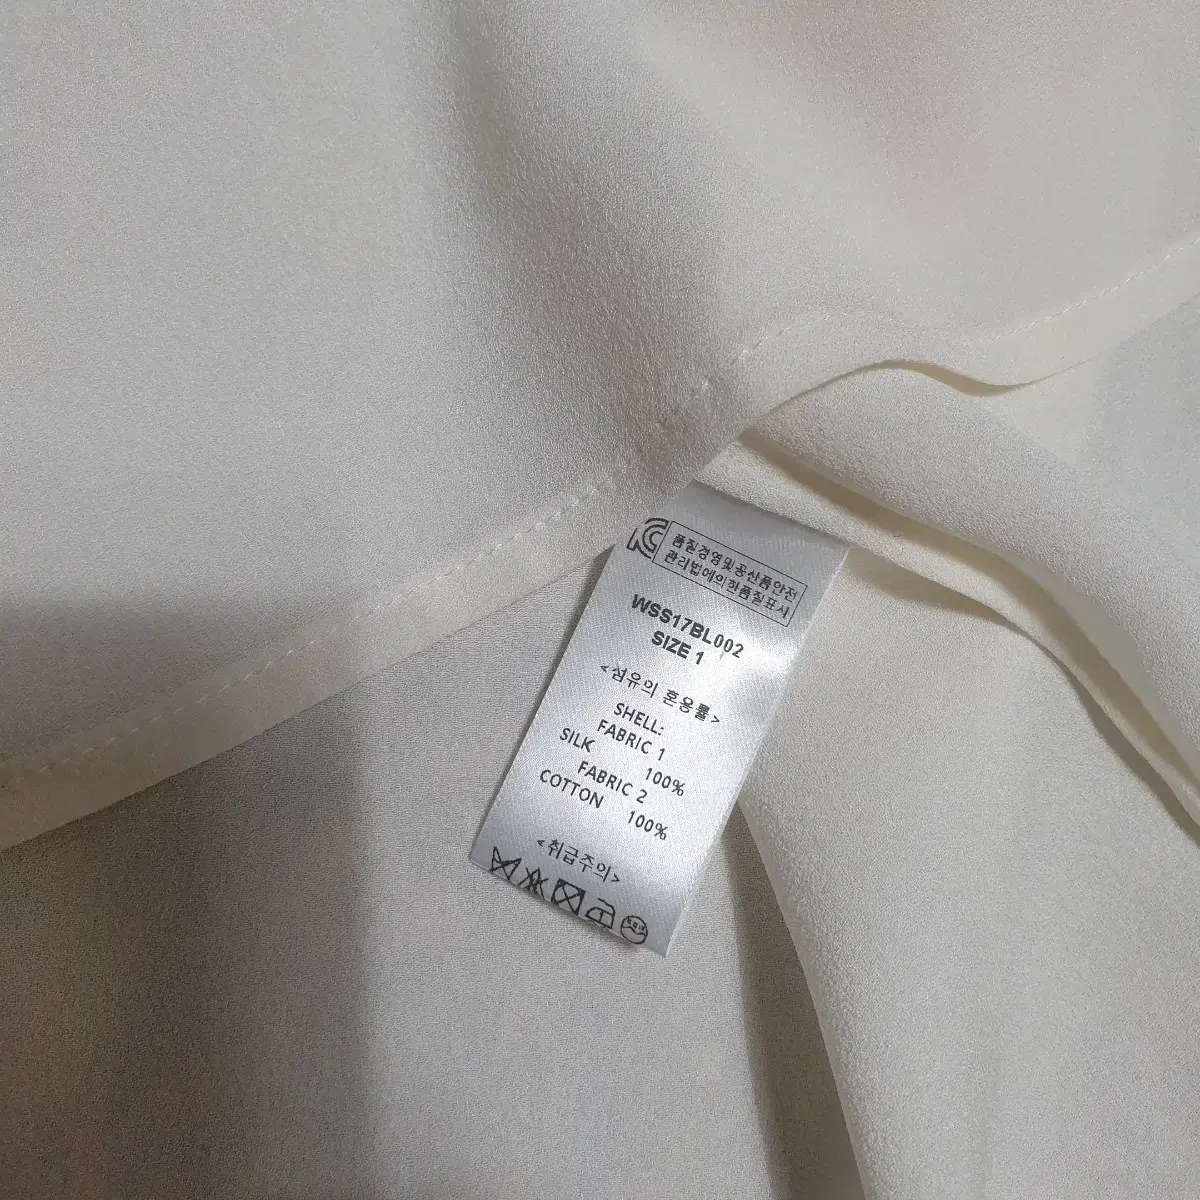 품질경영및공산품안전
관리법에의한품질표시
WSS17BL002
SIZE 1
<섬유의 혼용률>
SHELL:
FABRIC 1
SILK 100%
FABRIC 2
COTTON 100%
<취급주의>